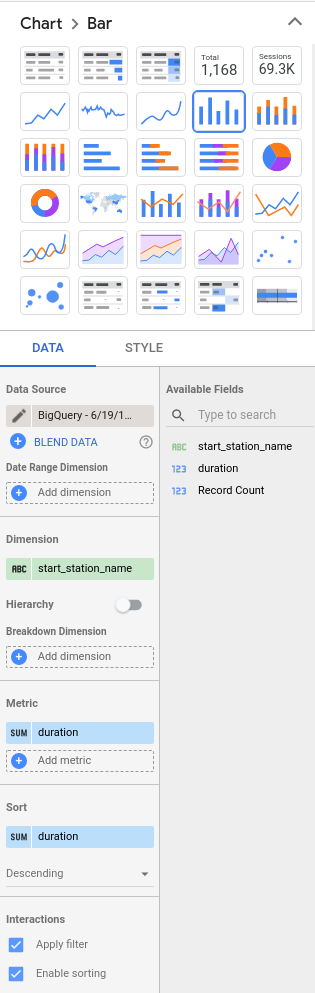 Chart > Bar
Total
1,168
Sessions
69.3K
DATA
STYLE
Data Source
BigQuery - 6/19/1...
BLEND DATA
Date Range Dimension
Add dimension
Dimension
ABC start_station_name
Hierarchy
Breakdown Dimension
Add dimension
Metric
SUM duration
Add metric
Sort
SUM duration
Descending
Interactions
Apply filter
Enable sorting
Available Fields
Type to search
ABC start_station_name
123 duration
123 Record Count